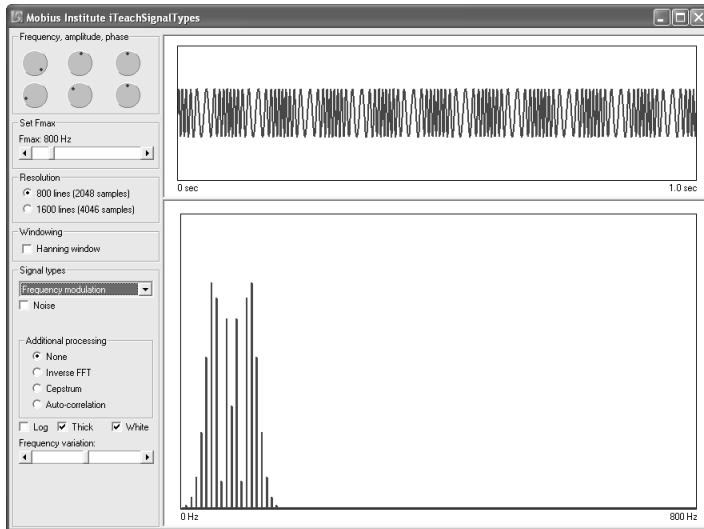 Mobius Institute iTeachSignalTypes
Frequency, amplitude, phase
Set Fmax
Fmax: 800 Hz
Resolution
800 lines (2048 samples)
1600 lines (4046 samples)
Windowing
Hanning window
Signal types
Frequency modulation
Noise
Additional processing
None
Inverse FFT
Cepstrum
Auto-correlation
Log Thick White
Frequency variation:
0 sec 1.0 sec
0 Hz 800 Hz